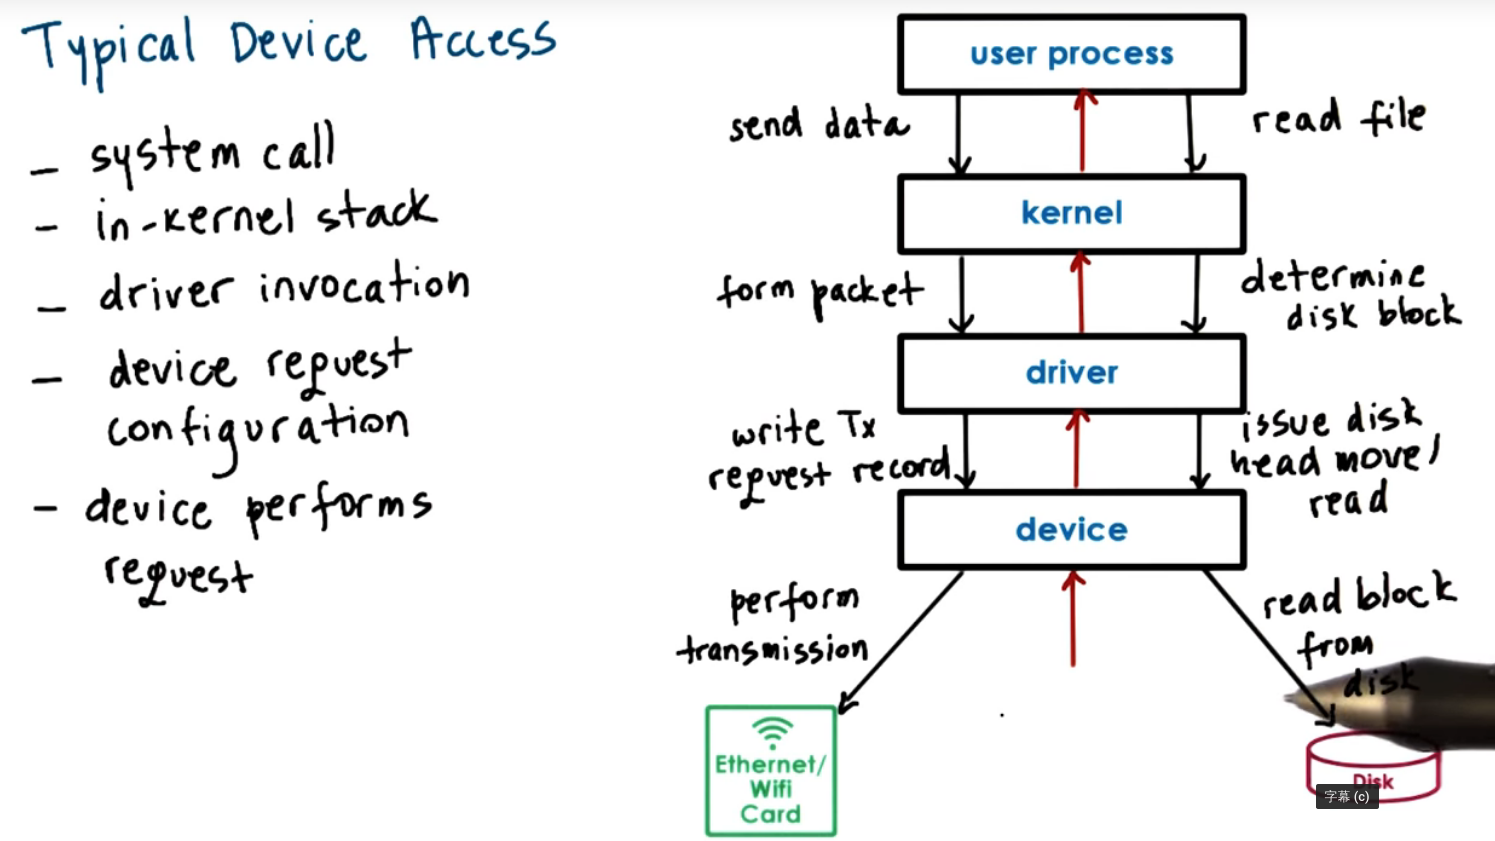 Typical Device Access
- system call
- in-kernel stack
- driver invocation
- device request
configuration
- device performs
request
user process
send data
read file
kernel
form packet
determine
disk block
driver
write Tx
request record
issue disk
head move/
read
device
perform
transmission
read block
from
disk
Ethernet/
Wifi
Card
Disk
字幕 (c)